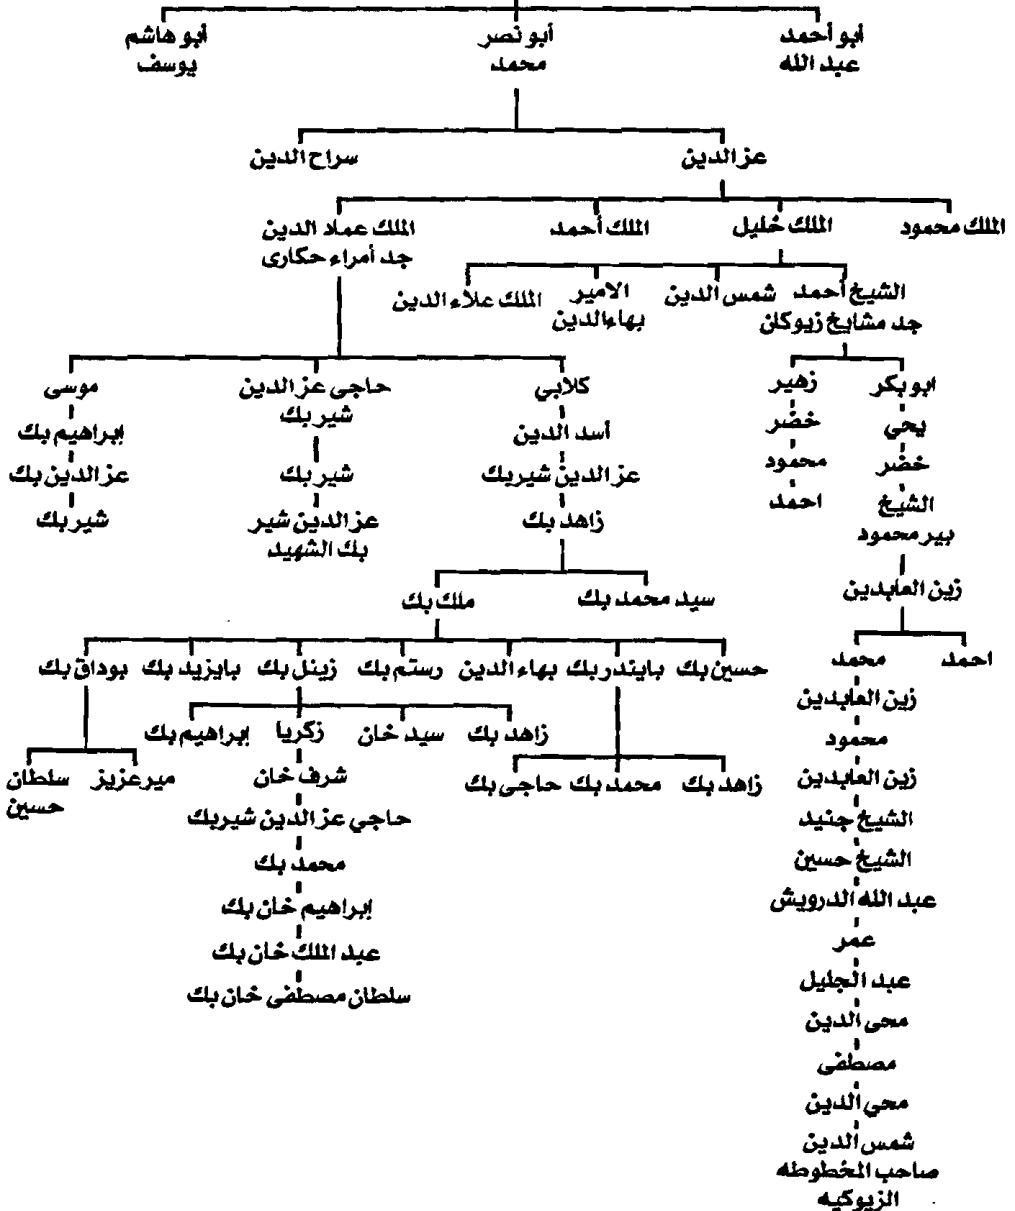 أبو أحمد أبو نصر أبو هاشم
عبد الله محمد يوسف
عز الدين سراح الدين
الملك محمود الملك خليل الملك أحمد الملك عماد الدين
جد أمراء حكارى
الشيخ أحمد شمس الدين الامير الملك علاء الدين
جد مشايخ زيوكان بهاء الدين
ابو بكر زهير كلابي حاجى عز الدين موسى
شير بك
يحي خضر أسد الدين إبراهيم بك
خضر محمود عز الدين شيربك شير بك عز الدين بك
الشيخ احمد زاهد بك عز الدين شير شير بك
بير محمود بك الشهيد
زين العابدين سيد محمد بك ملك بك
احمد محمد حسين بك بايندر بك بهاء الدين رستم بك زينل بك بايزيد بك بوداق بك
زين العابدين
محمود زاهد بك سيد خان زكريا إبراهيم بك
زين العابدين زاهد بك محمد بك حاجى بك شرف خان مير عزيز سلطان
حسين
الشيخ جنيد حاجي عز الدين شيربك
الشيخ حسين محمد بك
عبد الله الدرويش إبراهيم خان بك
عمر عبد الملك خان بك
عبد الجليل سلطان مصطفى خان بك
محى الدين
مصطفى
محي الدين
شمس الدين
صاحب المخطوطه
الزيوكيه